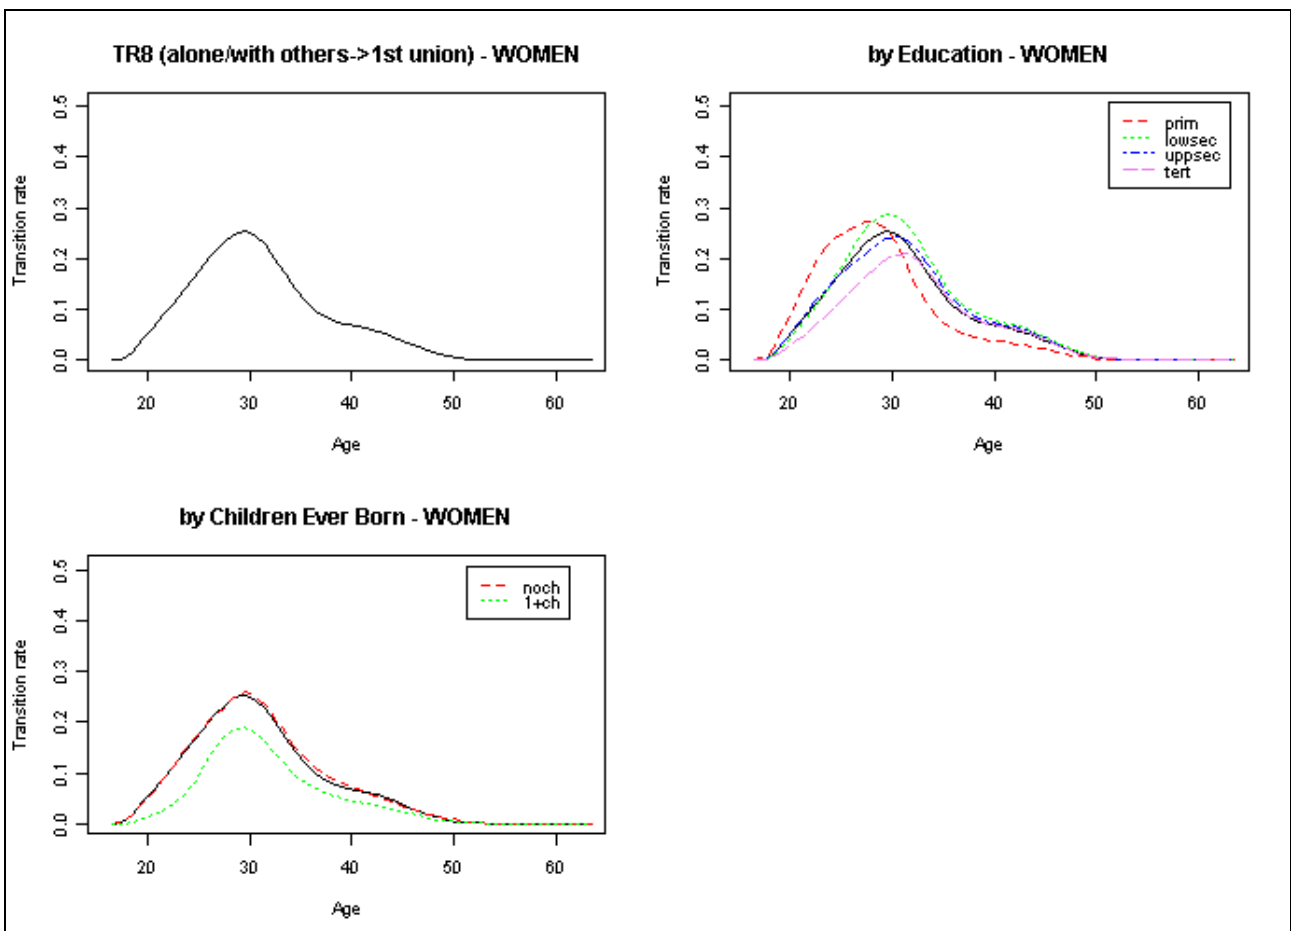 TR8 (alone/with others->1st union) - WOMEN
Transition rate
0.5
0.4
0.3
0.2
0.1
0.0
20 30 40 50 60
Age
by Education - WOMEN
Transition rate
0.5
0.4
0.3
0.2
0.1
0.0
prim
lowsec
uppsec
tert
20 30 40 50 60
Age
by Children Ever Born - WOMEN
Transition rate
0.5
0.4
0.3
0.2
0.1
0.0
noch
1+ch
20 30 40 50 60
Age